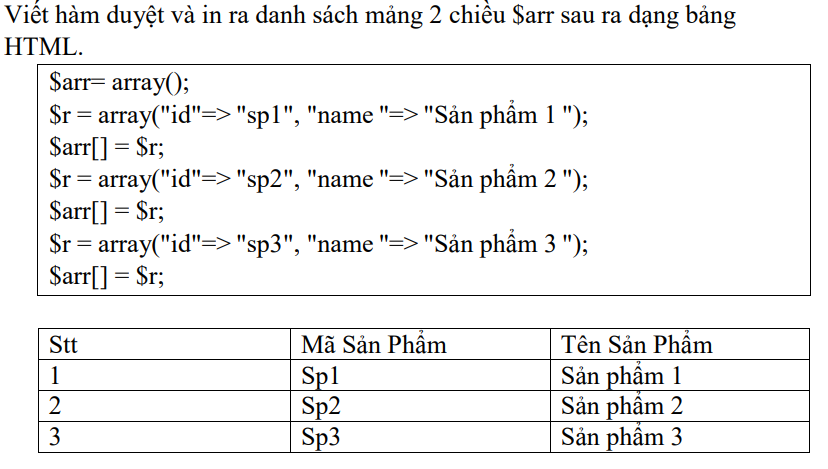 Viết hàm duyệt và in ra danh sách mảng 2 chiều $arr sau ra dạng bảng
HTML.
$arr= array();
$r = array("id"=> "sp1", "name "=> "Sản phẩm 1 ");
$arr[] = $r;
$r = array("id"=> "sp2", "name "=> "Sản phẩm 2 ");
$arr[] = $r;
$r = array("id"=> "sp3", "name "=> "Sản phẩm 3 ");
$arr[] = $r;
Stt Mã Sản Phẩm Tên Sản Phẩm
1 Sp1 Sản phẩm 1
2 Sp2 Sản phẩm 2
3 Sp3 Sản phẩm 3